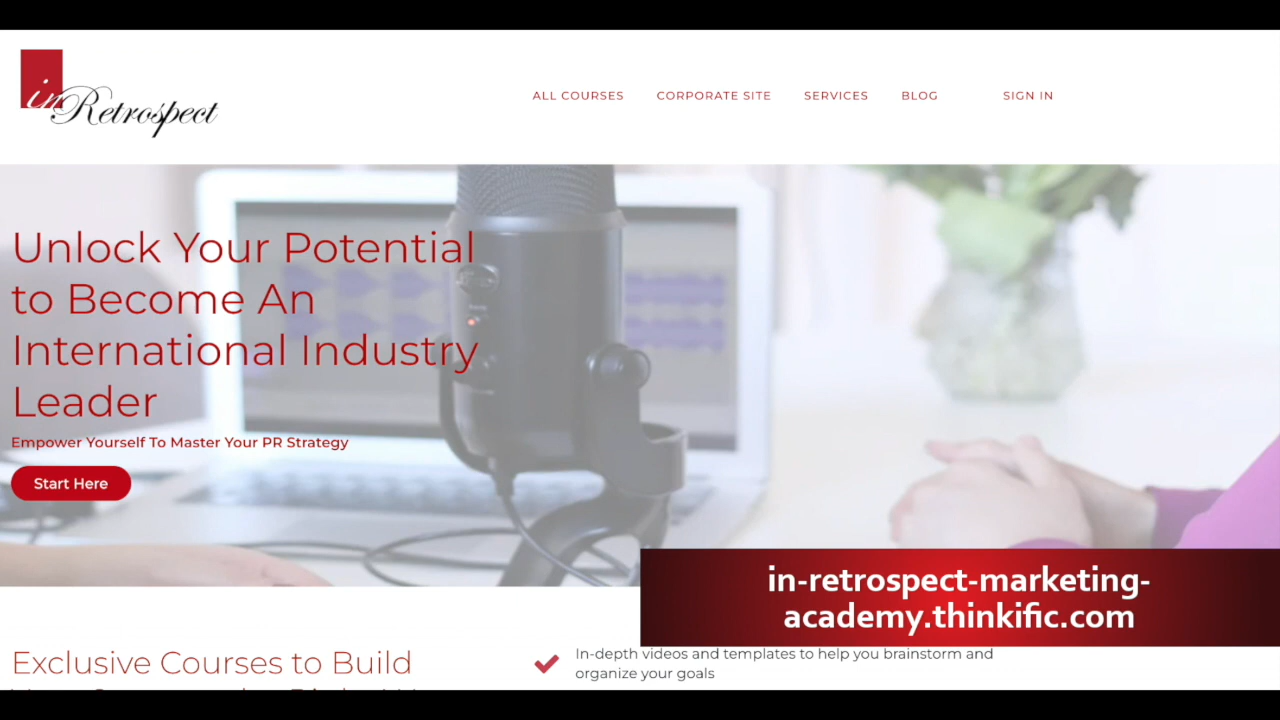 in Retrospect
ALL COURSES CORPORATE SITE SERVICES BLOG SIGN IN
Unlock Your Potential
to Become An
International Industry
Leader
Empower Yourself To Master Your PR Strategy
Start Here
in-retrospect-marketing-
academy.thinkific.com
Exclusive Courses to Build
In-depth videos and templates to help you brainstorm and
organize your goals